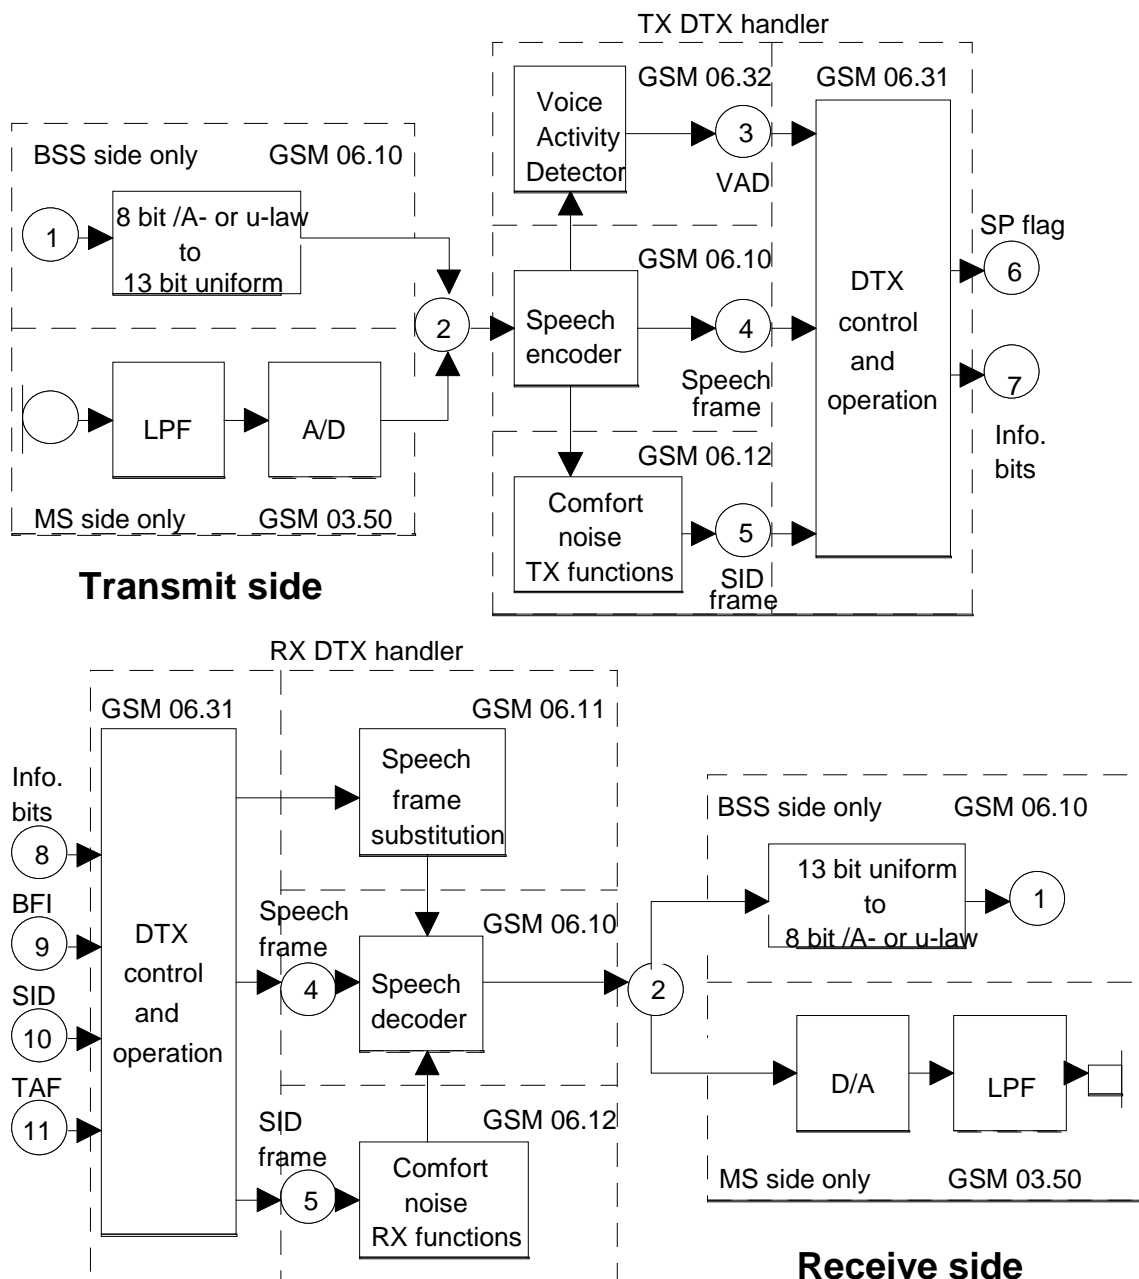 TX DTX handler
GSM 06.32
GSM 06.31
Voice
Activity
Detector
3
VAD
BSS side only
GSM 06.10
1
8 bit /A- or u-law
to
13 bit uniform
2
GSM 06.10
Speech
encoder
4
Speech
frame
DTX
control
and
operation
SP flag
6
7
Info.
bits
LPF
A/D
MS side only
GSM 03.50
GSM 06.12
Comfort
noise
TX functions
5
SID
frame
Transmit side
RX DTX handler
GSM 06.31
GSM 06.11
Info.
bits
8
BFI
9
SID
10
TAF
11
DTX
control
and
operation
Speech
frame
substitution
Speech
frame
4
GSM 06.10
Speech
decoder
SID
frame
5
GSM 06.12
Comfort
noise
RX functions
2
BSS side only
GSM 06.10
13 bit uniform
to
8 bit /A- or u-law
1
D/A
LPF
MS side only
GSM 03.50
Receive side